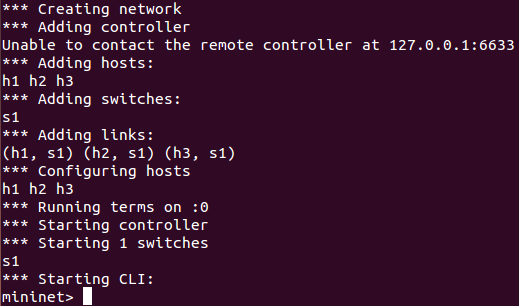 *** Creating network
*** Adding controller
Unable to contact the remote controller at 127.0.0.1:6633
*** Adding hosts:
h1 h2 h3
*** Adding switches:
s1
*** Adding links:
(h1, s1) (h2, s1) (h3, s1)
*** Configuring hosts
h1 h2 h3
*** Running terms on :0
*** Starting controller
*** Starting 1 switches
s1
*** Starting CLI:
mininet>